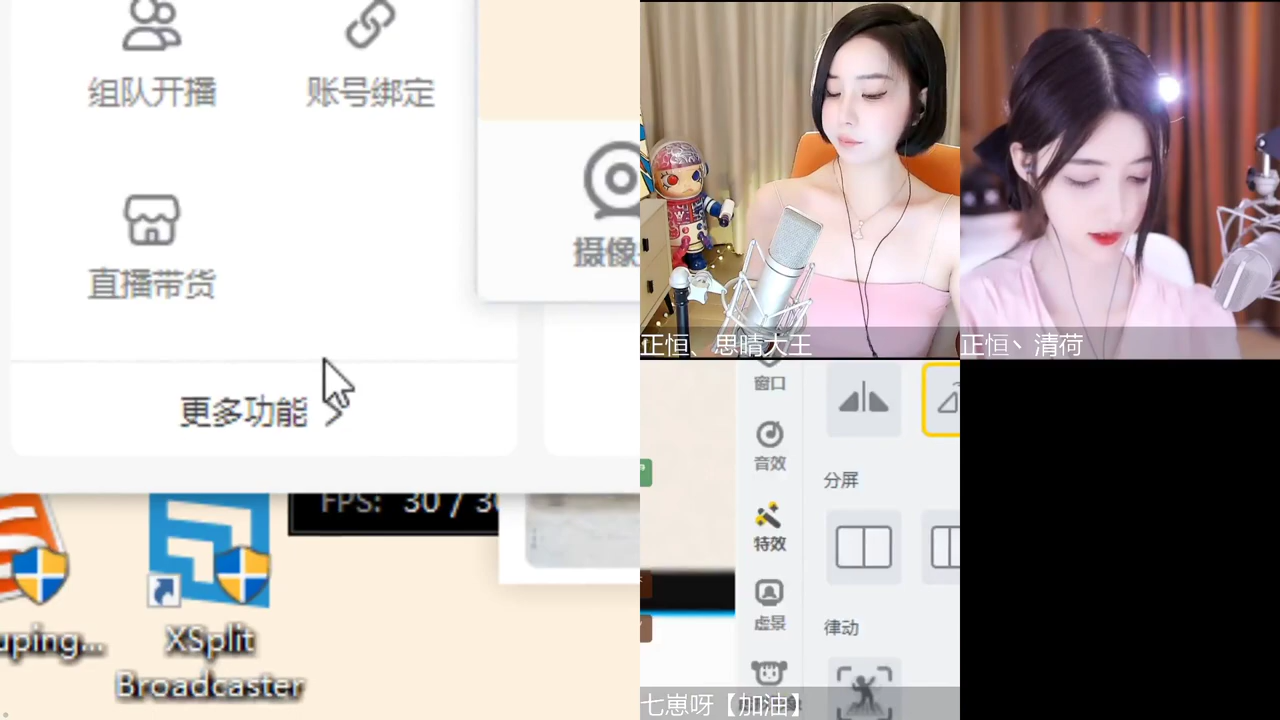 组队开播
账号绑定
直播带货
摄像
更多功能
FPS: 30 / 30
uping...
XSplit
Broadcaster
正恒、思晴大王
正恒丶清荷
窗口
音效
特效
虚景
分屏
律动
七崽呀【加油】